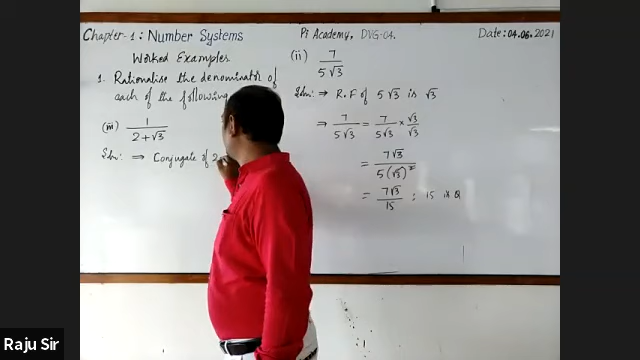 Chapter-1: Number Systems
Pi Academy, DVG-04.
Date: 04.06.2021
Worked Examples
1. Rationalise the denominator of
each of the following
(iii) 1/(2+√3)
Soln: ⇒ Conjugate of 2
(ii) 7/(5√3)
Soln: → R.F of 5√3 is √3
⇒ 7/(5√3) = 7/(5√3) × √3/√3
= 7√3/(5(√3)²)
= 7√3/15 ; 15 is Q
Raju Sir